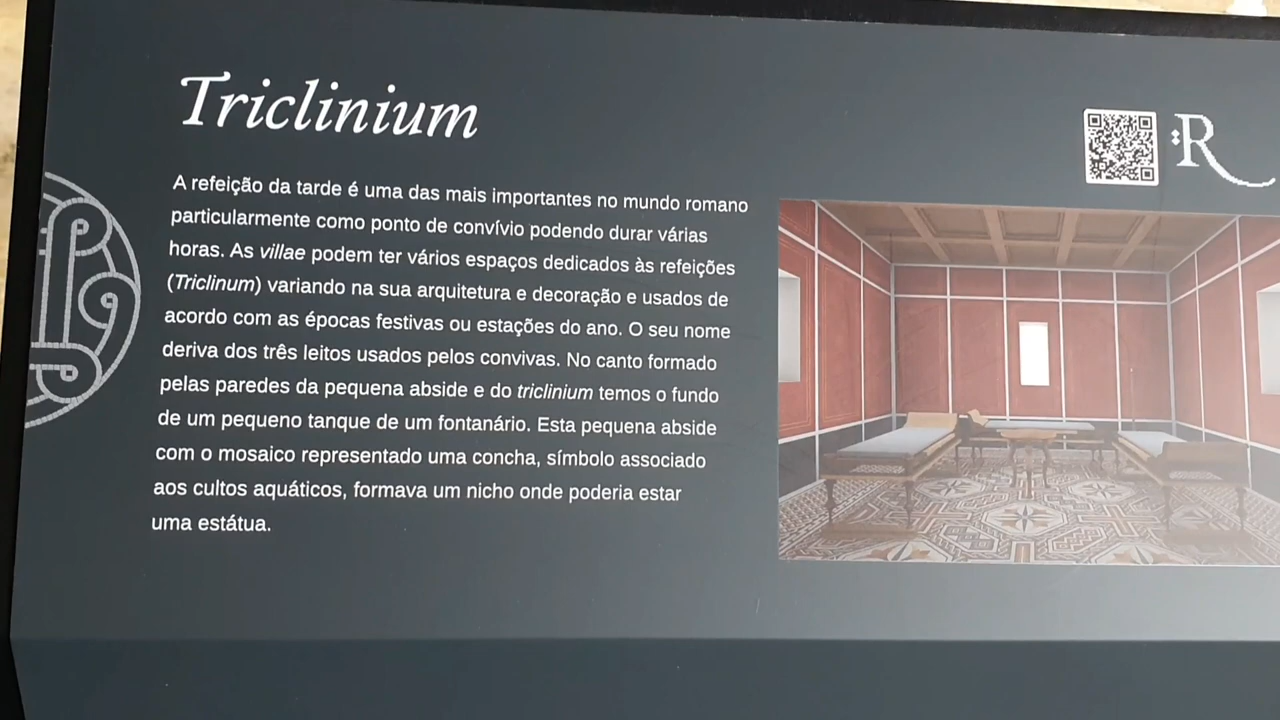 Triclinium
A refeição da tarde é uma das mais importantes no mundo romano
particularmente como ponto de convívio podendo durar várias
horas. As villae podem ter vários espaços dedicados às refeições
(Triclinum) variando na sua arquitetura e decoração e usados de
acordo com as épocas festivas ou estações do ano. O seu nome
deriva dos três leitos usados pelos convivas. No canto formado
pelas paredes da pequena abside e do triclinium temos o fundo
de um pequeno tanque de um fontanário. Esta pequena abside
com o mosaico representado uma concha, símbolo associado
aos cultos aquáticos, formava um nicho onde poderia estar
uma estátua.
R